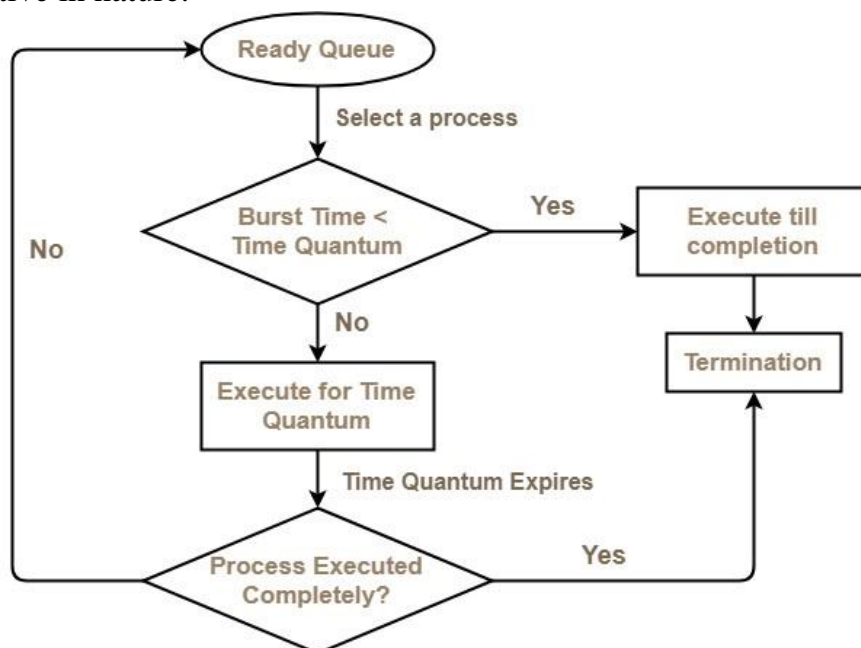 Ready Queue
Select a process
Burst Time <
Time Quantum
Yes
Execute till
completion
No
No
Termination
Execute for Time
Quantum
Time Quantum Expires
Process Executed
Completely?
Yes